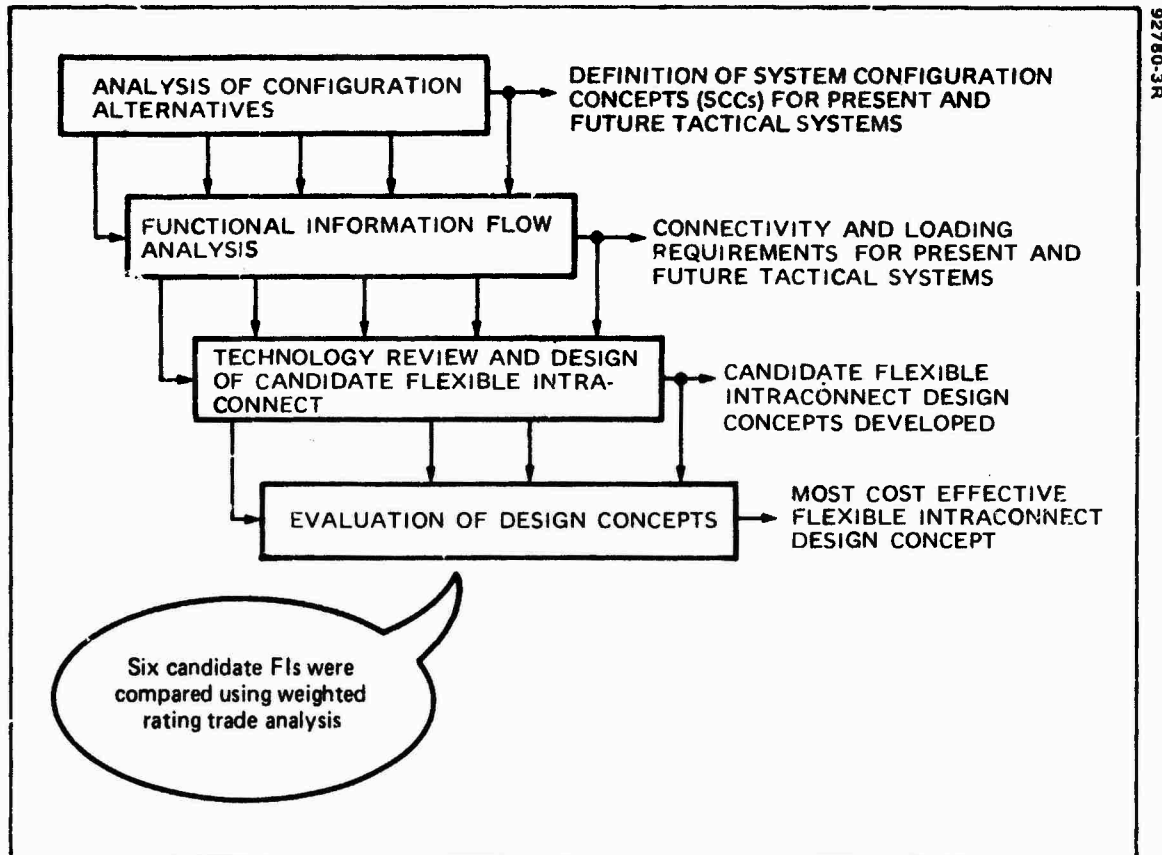 92780-3R
ANALYSIS OF CONFIGURATION
ALTERNATIVES
DEFINITION OF SYSTEM CONFIGURATION
CONCEPTS (SCCs) FOR PRESENT AND
FUTURE TACTICAL SYSTEMS
FUNCTIONAL INFORMATION FLOW
ANALYSIS
CONNECTIVITY AND LOADING
REQUIREMENTS FOR PRESENT AND
FUTURE TACTICAL SYSTEMS
TECHNOLOGY REVIEW AND DESIGN
OF CANDIDATE FLEXIBLE INTRA-
CONNECT
CANDIDATE FLEXIBLE
INTRACONNECT DESIGN
CONCEPTS DEVELOPED
EVALUATION OF DESIGN CONCEPTS
MOST COST EFFECTIVE
FLEXIBLE INTRACONNECT
DESIGN CONCEPT
Six candidate FIs were
compared using weighted
rating trade analysis